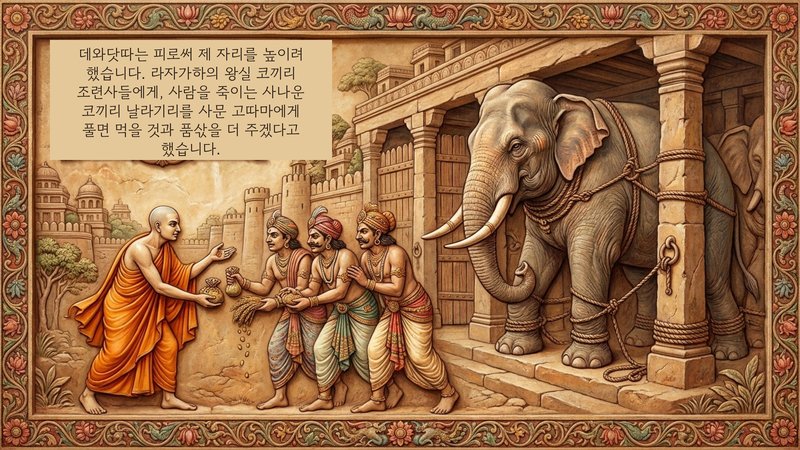 데와닷따는 피로써 제 자리를 높이려
했습니다. 라자가하의 왕실 코끼리
조련사들에게, 사람을 죽이는 사나운
코끼리 날라기리를 사문 고따마에게
풀면 먹을 것과 품삯을 더 주겠다고
했습니다.